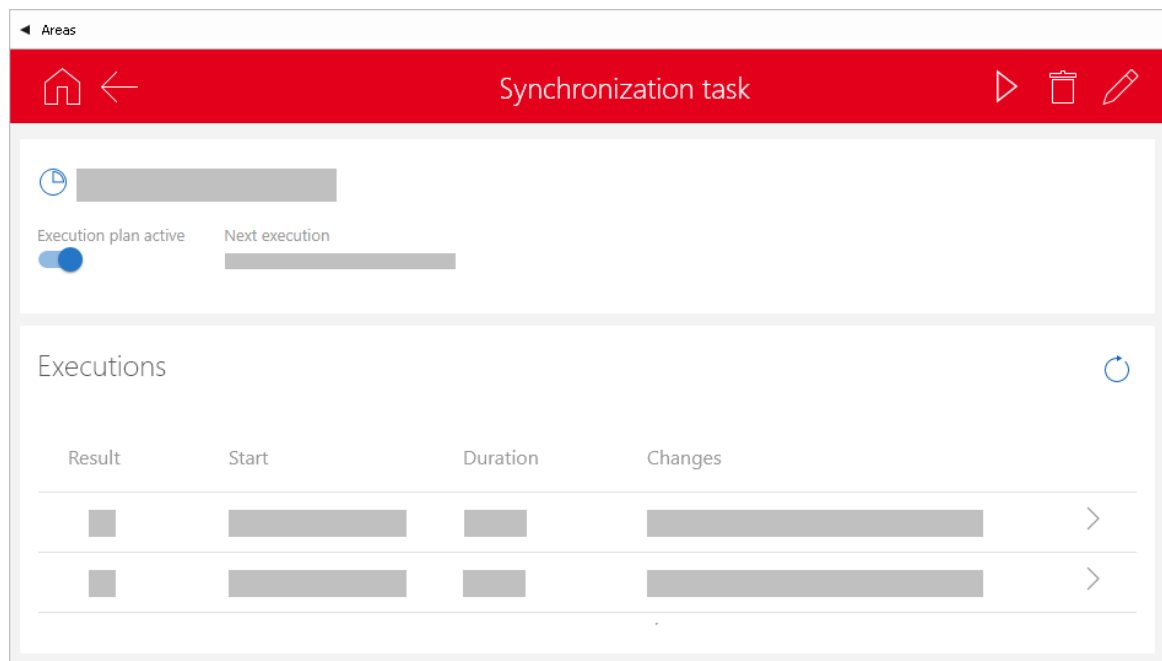 Areas
Synchronization task
Execution plan active Next execution
Executions
Result Start Duration Changes